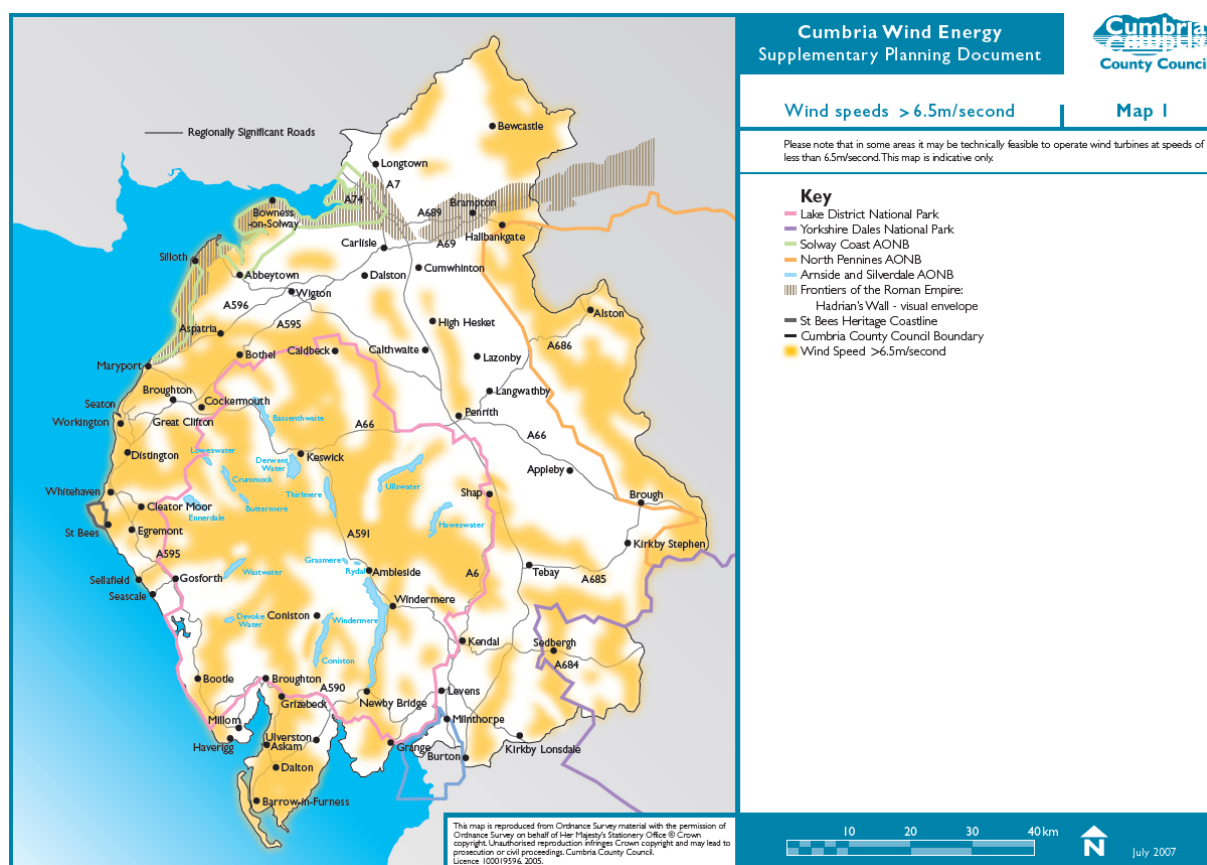 Cumbria Wind Energy
Supplementary Planning Document
Cumbria
County Council
Wind speeds > 6.5m/second
Map 1
Please note that in some areas it may be technically feasible to operate wind turbines at speeds of
less than 6.5m/second. This map is indicative only.
Key
Lake District National Park
Yorkshire Dales National Park
Solway Coast AONB
North Pennines AONB
Arnside and Silverdale AONB
Frontiers of the Roman Empire:
Hadrian's Wall - visual envelope
St Bees Heritage Coastline
Cumbria County Council Boundary
Wind Speed >6.5m/second
Regionally Significant Roads
Bewcastle
Longtown
A7
A74
Bowness
-on-Solway
A689
Brampton
Hallbankgate
A69
Carlisle
Silloth
Abbeytown
Dalston
Cumwhinton
Wigton
A596
A595
Aspatria
High Hesket
Alston
Bothel
Caldbeck
Calthwaite
Lazonby
A686
Maryport
Langwathby
Broughton
Seaton
Cockermouth
Penrith
Workington
Great Clifton
Bassenthwaite
A66
A66
Distington
Loweswater
Derwent
Water
Keswick
Appleby
Crummock
Ullswater
Whitehaven
Thirlmere
Shap
Brough
Cleator Moor
Buttermere
Ennerdale
Haweswater
St Bees
Egremont
A591
Kirkby Stephen
A595
Grasmere
Rydal
Ambleside
Tebay
Wastwater
A6
A685
Sellafield
Gosforth
Seascale
Windermere
Devoke
Water
Coniston
Windermere
Kendal
Sedbergh
A684
Coniston
Bootle
Broughton
A590
Grizebeck
Newby Bridge
Levens
Millom
Milnthorpe
Haverigg
Ulverston
Askam
Grange
Kirkby Lonsdale
Burton
Dalton
Barrow-in-Furness
This map is reproduced from Ordnance Survey material with the permission of
Ordnance Survey on behalf of Her Majesty's Stationery Office © Crown
copyright. Unauthorised reproduction infringes Crown copyright and may lead to
prosecution or civil proceedings. Cumbria County Council.
Licence 100019596, 2005.
10
20
30
40 km
N
July 2007